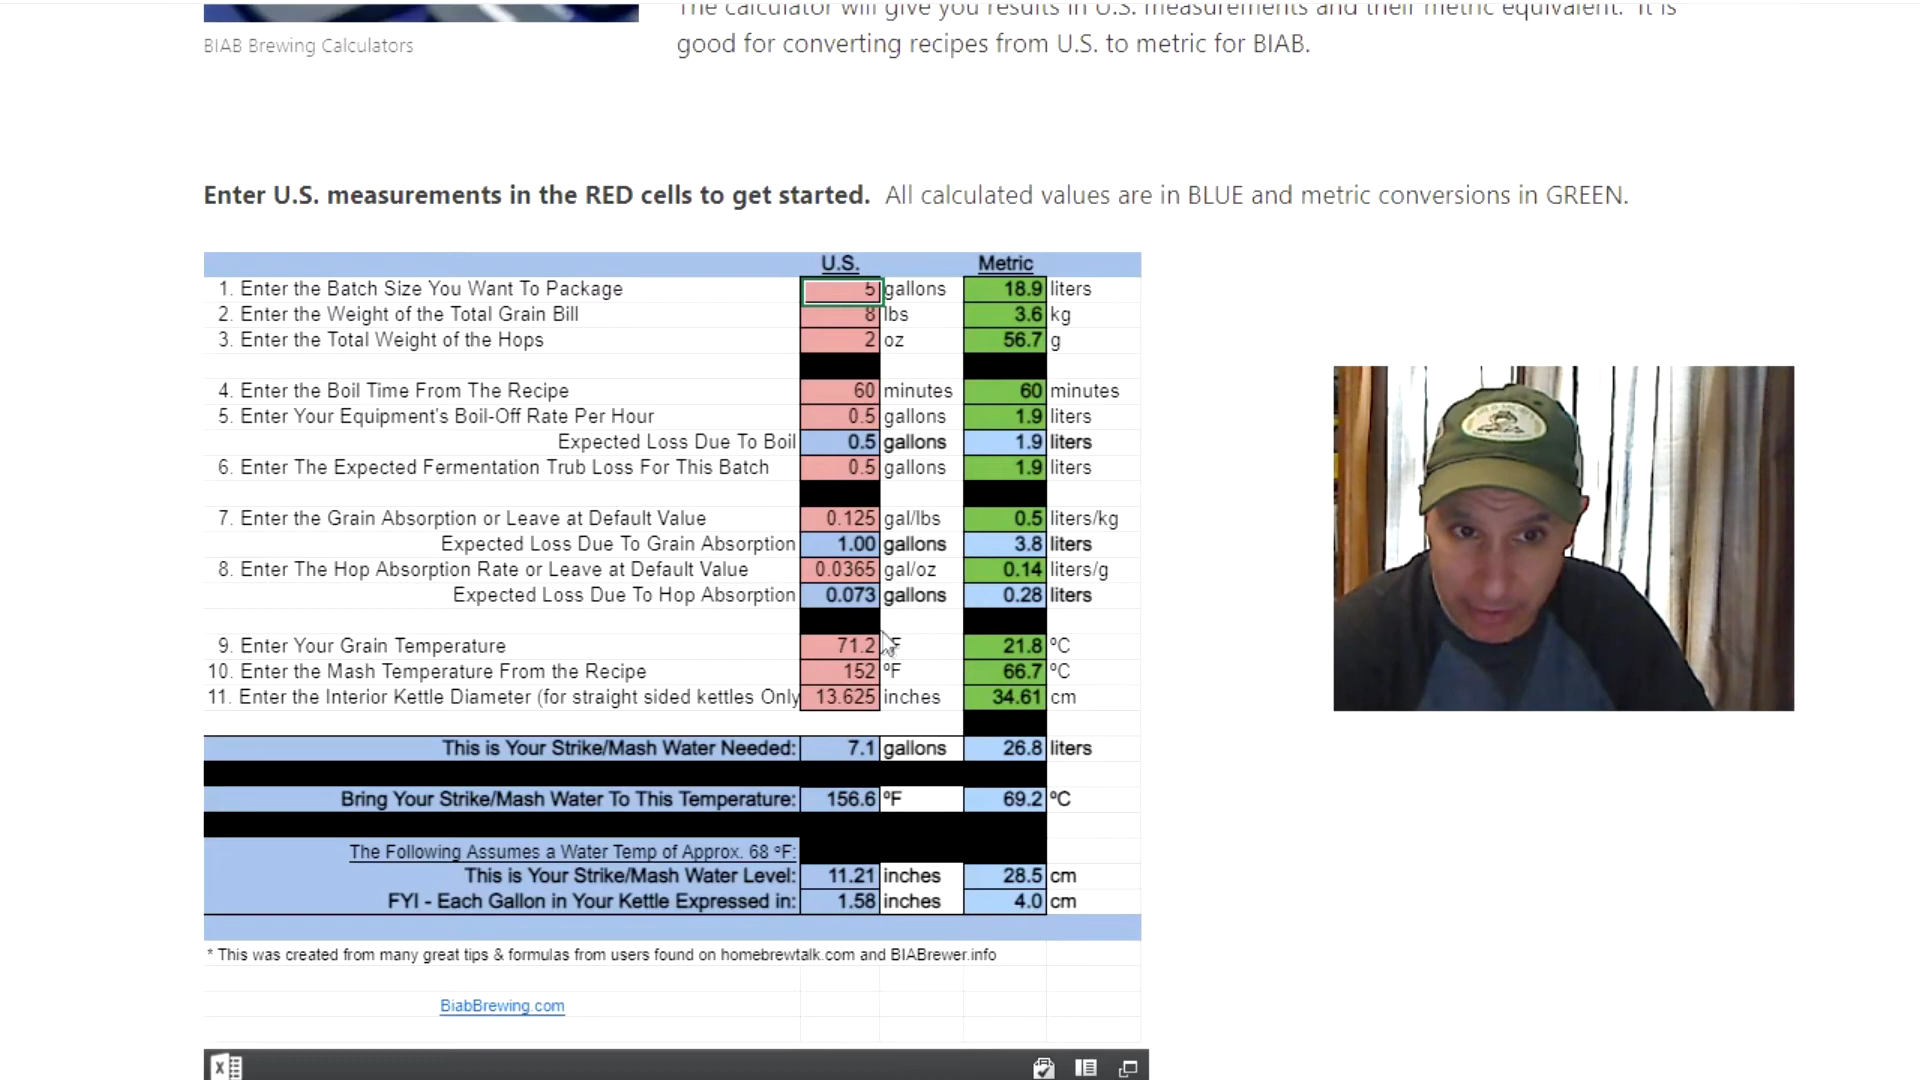 The calculator will give you results in U.S. measurements and their metric equivalent. It is
BIAB Brewing Calculators
good for converting recipes from U.S. to metric for BIAB.
Enter U.S. measurements in the RED cells to get started. All calculated values are in BLUE and metric conversions in GREEN.
U.S. Metric
1. Enter the Batch Size You Want To Package 5 gallons 18.9 liters
2. Enter the Weight of the Total Grain Bill 8 lbs 3.6 kg
3. Enter the Total Weight of the Hops 2 oz 56.7 g
4. Enter the Boil Time From The Recipe 60 minutes 60 minutes
5. Enter Your Equipment's Boil-Off Rate Per Hour 0.5 gallons 1.9 liters
Expected Loss Due To Boil 0.5 gallons 1.9 liters
6. Enter The Expected Fermentation Trub Loss For This Batch 0.5 gallons 1.9 liters
7. Enter the Grain Absorption or Leave at Default Value 0.125 gal/lbs 0.5 liters/kg
Expected Loss Due To Grain Absorption 1.00 gallons 3.8 liters
8. Enter The Hop Absorption Rate or Leave at Default Value 0.0365 gal/oz 0.14 liters/g
Expected Loss Due To Hop Absorption 0.073 gallons 0.28 liters
9. Enter Your Grain Temperature 71.2 ºF 21.8 ºC
10. Enter the Mash Temperature From the Recipe 152 ºF 66.7 ºC
11. Enter the Interior Kettle Diameter (for straight sided kettles Only 13.625 inches 34.61 cm
This is Your Strike/Mash Water Needed: 7.1 gallons 26.8 liters
Bring Your Strike/Mash Water To This Temperature: 156.6 ºF 69.2 ºC
The Following Assumes a Water Temp of Approx. 68 ºF:
This is Your Strike/Mash Water Level: 11.21 inches 28.5 cm
FYI - Each Gallon in Your Kettle Expressed in: 1.58 inches 4.0 cm
* This was created from many great tips & formulas from users found on homebrewtalk.com and BIABrewer.info
BiabBrewing.com